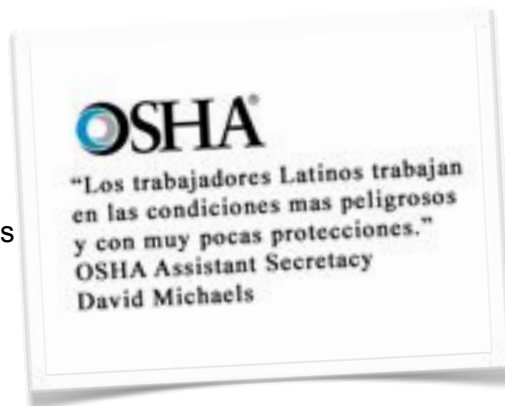 OSHA®
"Los trabajadores Latinos trabajan
en las condiciones mas peligrosos
s
y con muy pocas protecciones."
OSHA Assistant Secretacy
David Michaels